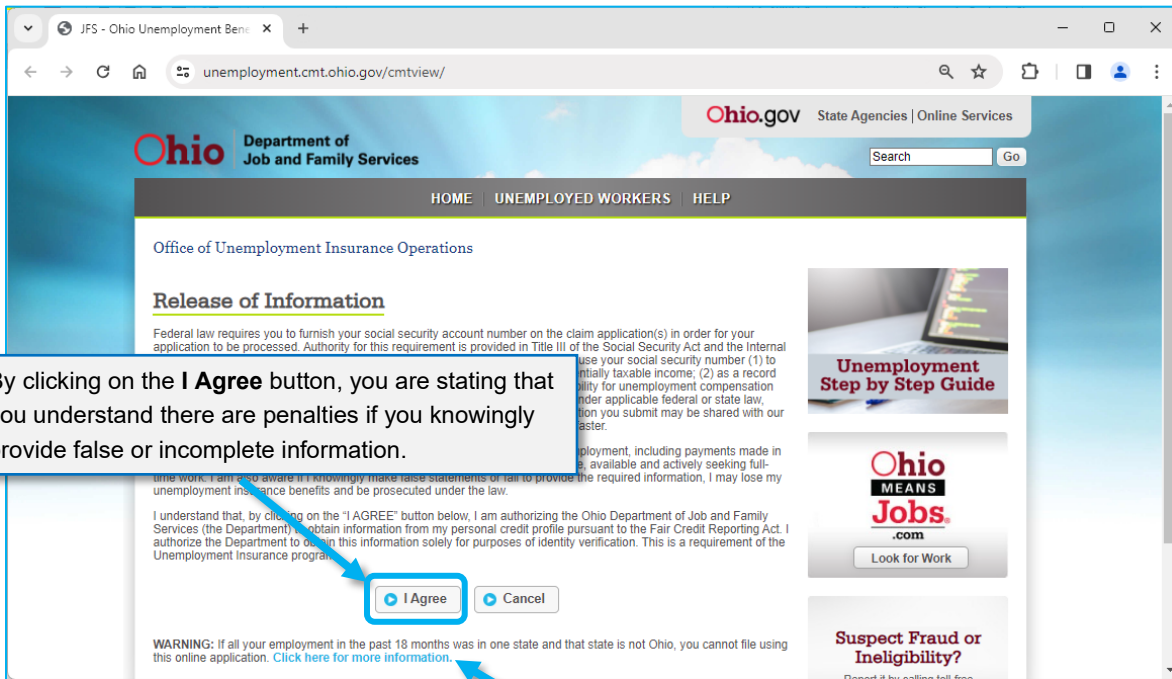 JFS - Ohio Unemployment Bene
unemployment.cmt.ohio.gov/cmtview/
Ohio.gov State Agencies | Online Services
Ohio Department of
Job and Family Services
Search Go
HOME UNEMPLOYED WORKERS HELP
Office of Unemployment Insurance Operations
Release of Information
Federal law requires you to furnish your social security account number on the claim application(s) in order for your
application to be processed. Authority for this requirement is provided in Title III of the Social Security Act and the Internal
use your social security number (1) to
ntially taxable income; (2) as a record
bility for unemployment compensation
nder applicable federal or state law,
tion you submit may be shared with our
aster.
By clicking on the I Agree button, you are stating that
you understand there are penalties if you knowingly
provide false or incomplete information.
ployment, including payments made in
e, available and actively seeking full-
time work. I am also aware if I knowingly make false statements or fail to provide the required information, I may lose my
unemployment insurance benefits and be prosecuted under the law.
I understand that, by clicking on the “I AGREE” button below, I am authorizing the Ohio Department of Job and Family
Services (the Department) to obtain information from my personal credit profile pursuant to the Fair Credit Reporting Act. I
authorize the Department to obtain this information solely for purposes of identity verification. This is a requirement of the
Unemployment Insurance program.
I Agree Cancel
WARNING: If all your employment in the past 18 months was in one state and that state is not Ohio, you cannot file using
this online application. Click here for more information.
Unemployment
Step by Step Guide
Ohio
MEANS
Jobs.
.com
Look for Work
Suspect Fraud or
Ineligibility?
Report it by calling toll-free